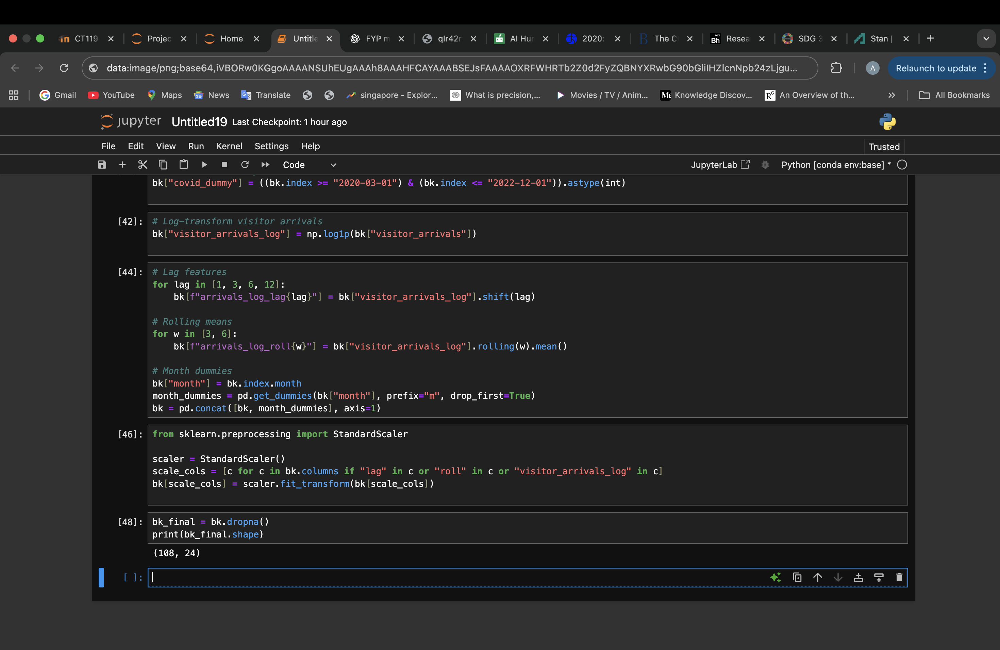 CT119
Projec
Home
Untitle
FYP m
qlr42r
AI Hur
2020:
The C
Resea
SDG 3
Stan |
data:image/png;base64,iVBORw0KGgoAAAANSUhEUgAAAh8AAAHFCAYAAABSEJsFAAAAOXRFWHRTb2Z0d2FyZQBNYXRwbG90bGliIHZlcnNpb24zLjgu...
A
Relaunch to update
Gmail
YouTube
Maps
News
Translate
singapore - Explor...
What is precision,...
Movies / TV / Anim...
Knowledge Discov...
An Overview of th...
All Bookmarks
jupyter Untitled19 Last Checkpoint: 1 hour ago
File Edit View Run Kernel Settings Help
Trusted
Code
JupyterLab
Python [conda env:base] *
bk["covid_dummy"] = ((bk.index >= "2020-03-01") & (bk.index <= "2022-12-01")).astype(int)
[42]:
# Log-transform visitor arrivals
bk["visitor_arrivals_log"] = np.log1p(bk["visitor_arrivals"])
[44]:
# Lag features
for lag in [1, 3, 6, 12]:
    bk[f"arrivals_log_lag{lag}"] = bk["visitor_arrivals_log"].shift(lag)
# Rolling means
for w in [3, 6]:
    bk[f"arrivals_log_roll{w}"] = bk["visitor_arrivals_log"].rolling(w).mean()
# Month dummies
bk["month"] = bk.index.month
month_dummies = pd.get_dummies(bk["month"], prefix="m", drop_first=True)
bk = pd.concat([bk, month_dummies], axis=1)
[46]:
from sklearn.preprocessing import StandardScaler
scaler = StandardScaler()
scale_cols = [c for c in bk.columns if "lag" in c or "roll" in c or "visitor_arrivals_log" in c]
bk[scale_cols] = scaler.fit_transform(bk[scale_cols])
[48]:
bk_final = bk.dropna()
print(bk_final.shape)
(108, 24)
[ ]: